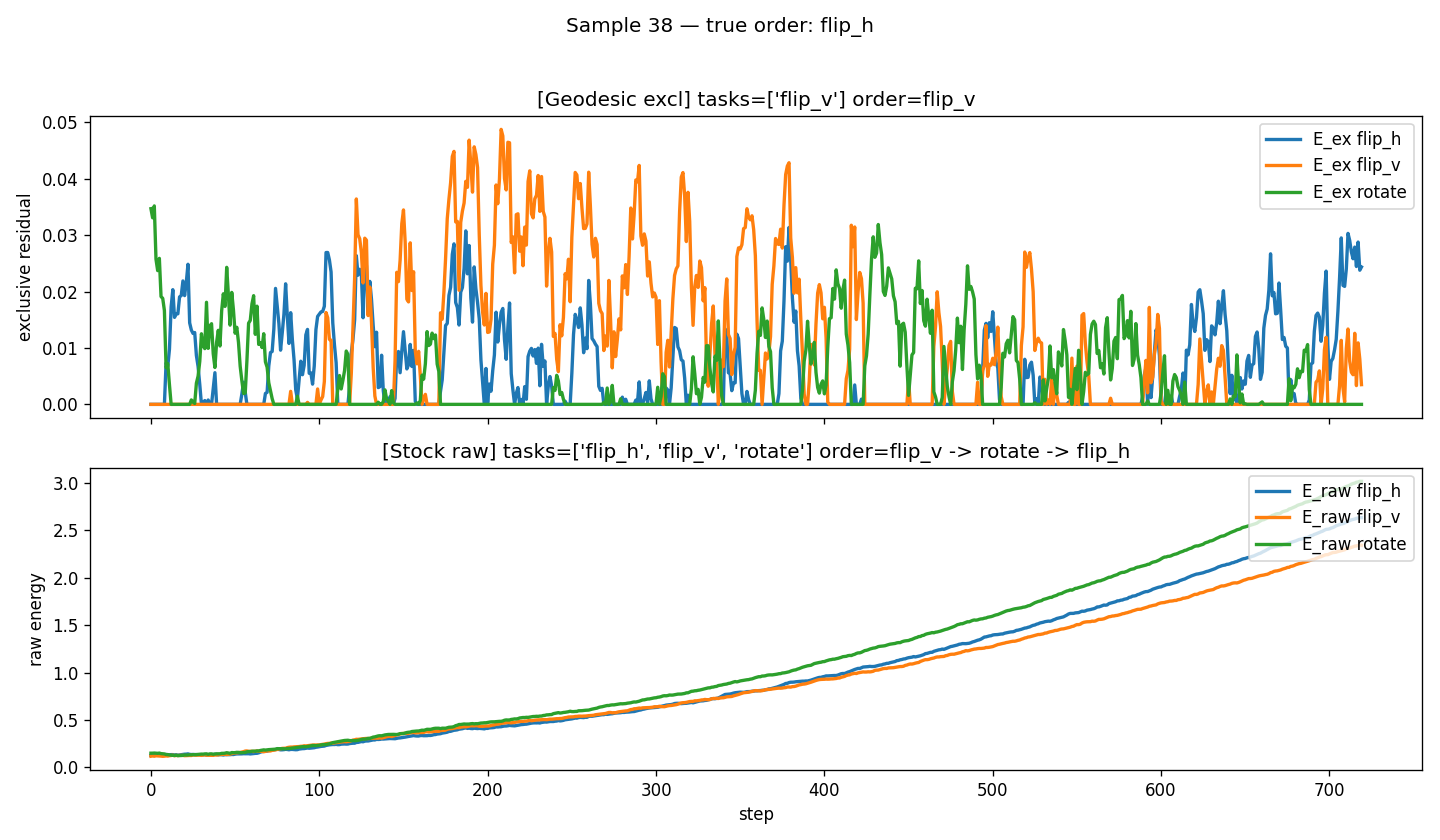 Sample 38 — true order: flip_h
[Geodesic excl] tasks=['flip_v'] order=flip_v
exclusive residual
0.05
0.04
0.03
0.02
0.01
0.00
E_ex flip_h
E_ex flip_v
E_ex rotate
[Stock raw] tasks=['flip_h', 'flip_v', 'rotate'] order=flip_v -> rotate -> flip_h
raw energy
3.0
2.5
2.0
1.5
1.0
0.5
0.0
E_raw flip_h
E_raw flip_v
E_raw rotate
0 100 200 300 400 500 600 700
step